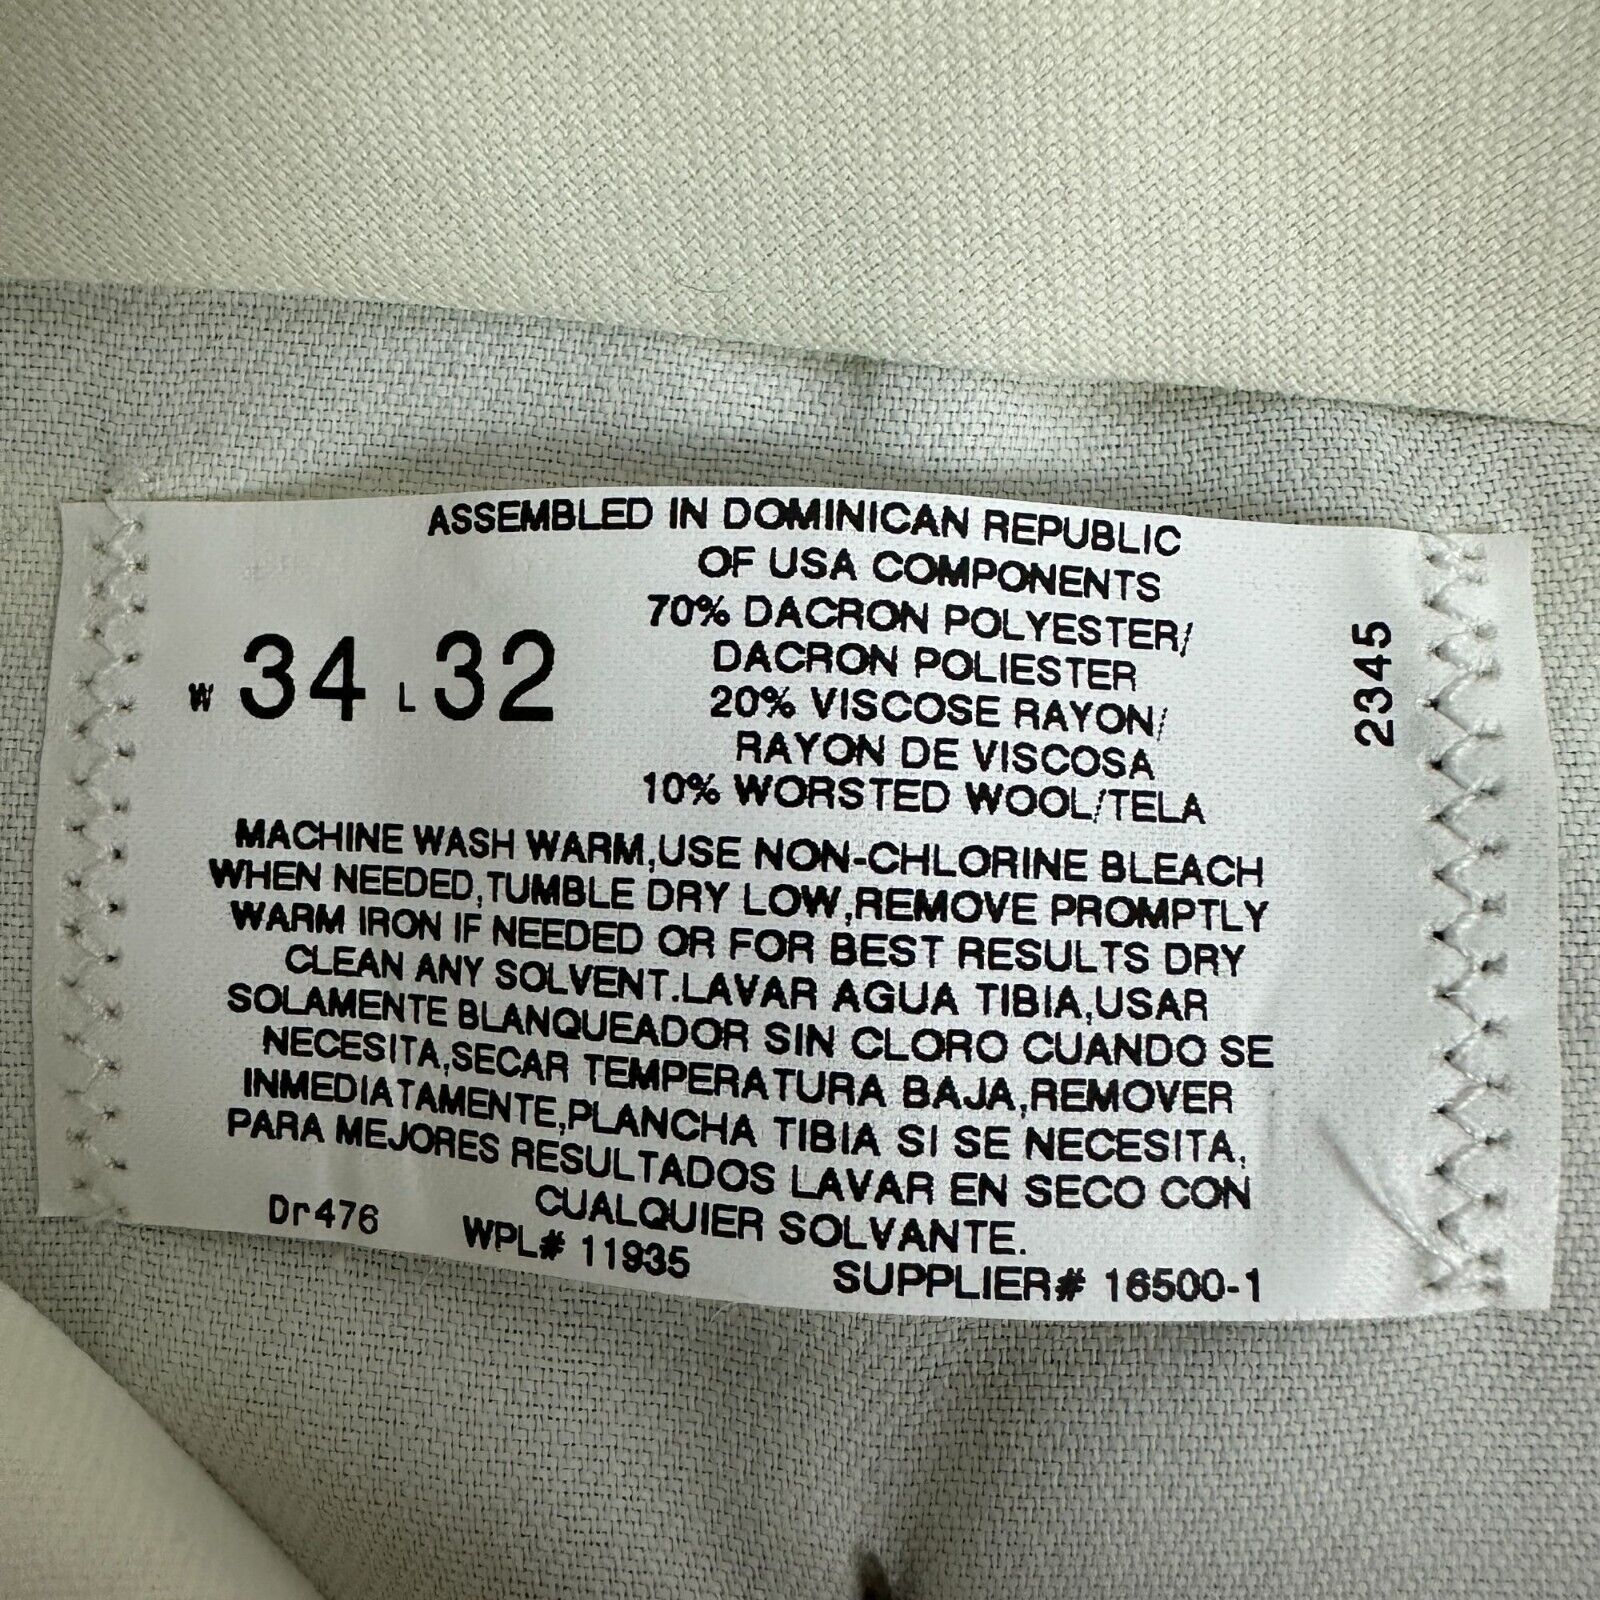 ASSEMBLED IN DOMINICAN REPUBLIC
OF USA COMPONENTS
70% DACRON POLYESTER/
DACRON POLIESTER
20% VISCOSE RAYON/
RAYON DE VISCOSA
10% WORSTED WOOL/TELA
W 34 L 32
2345
MACHINE WASH WARM,USE NON-CHLORINE BLEACH
WHEN NEEDED,TUMBLE DRY LOW,REMOVE PROMPTLY
WARM IRON IF NEEDED OR FOR BEST RESULTS DRY
CLEAN ANY SOLVENT.LAVAR AGUA TIBIA,USAR
SOLAMENTE BLANQUEADOR SIN CLORO CUANDO SE
NECESITA,SECAR TEMPERATURA BAJA,REMOVER
INMEDIATAMENTE,PLANCHA TIBIA SI SE NECESITA,
PARA MEJORES RESULTADOS LAVAR EN SECO CON
CUALQUIER SOLVANTE.
Dr476 WPL# 11935 SUPPLIER# 16500-1